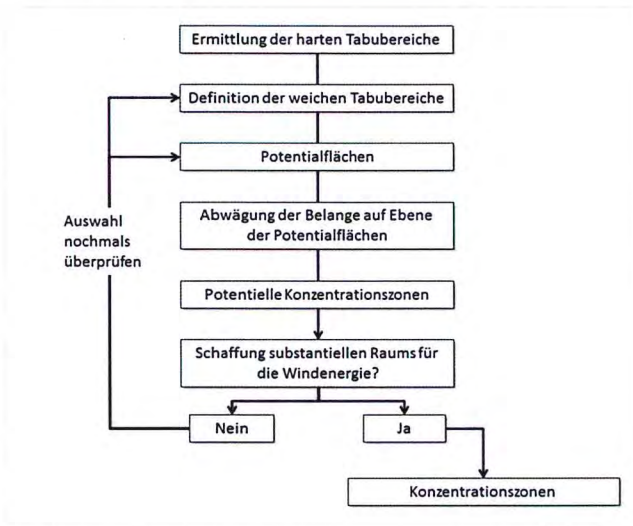 Ermittlung der harten Tabubereiche
Definition der weichen Tabubereiche
Potentialflächen
Auswahl
nochmals
überprüfen
Abwägung der Belange auf Ebene
der Potentialflächen
Potentielle Konzentrationszonen
Schaffung substantiellen Raums für
die Windenergie?
Nein
Ja
Konzentrationszonen